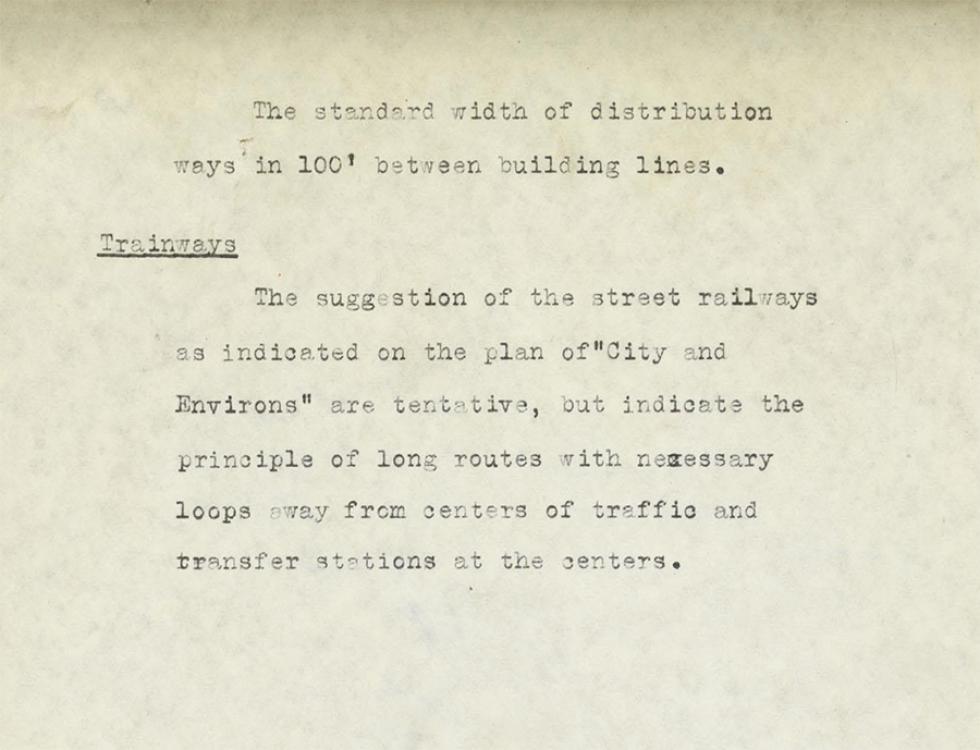 The standard width of distribution
ways in 100' between building lines.
Trainways
The suggestion of the street railways
as indicated on the plan of"City and
Environs" are tentative, but indicate the
principle of long routes with necessary
loops away from centers of traffic and
transfer stations at the centers.